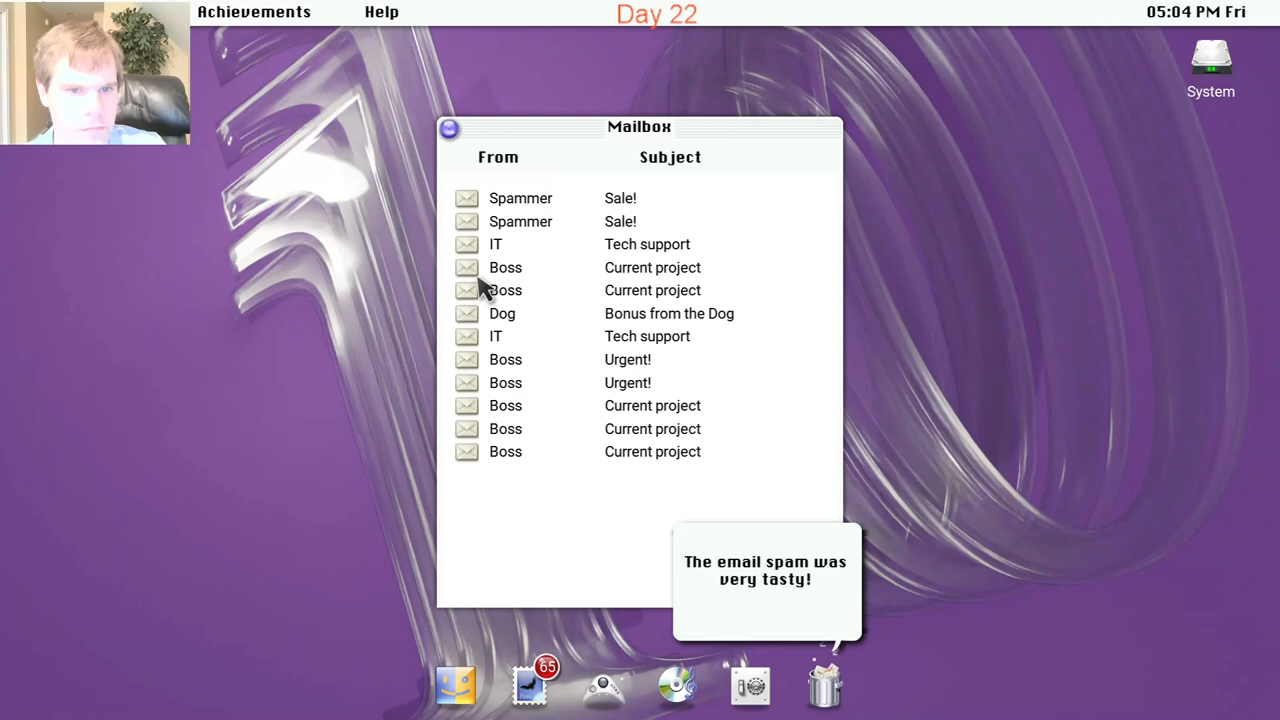 Achievements Help Day 22 05:04 PM Fri
System
Mailbox
From Subject
Spammer Sale!
Spammer Sale!
IT Tech support
Boss Current project
Boss Current project
Dog Bonus from the Dog
IT Tech support
Boss Urgent!
Boss Urgent!
Boss Current project
Boss Current project
Boss Current project
The email spam was
very tasty!
65